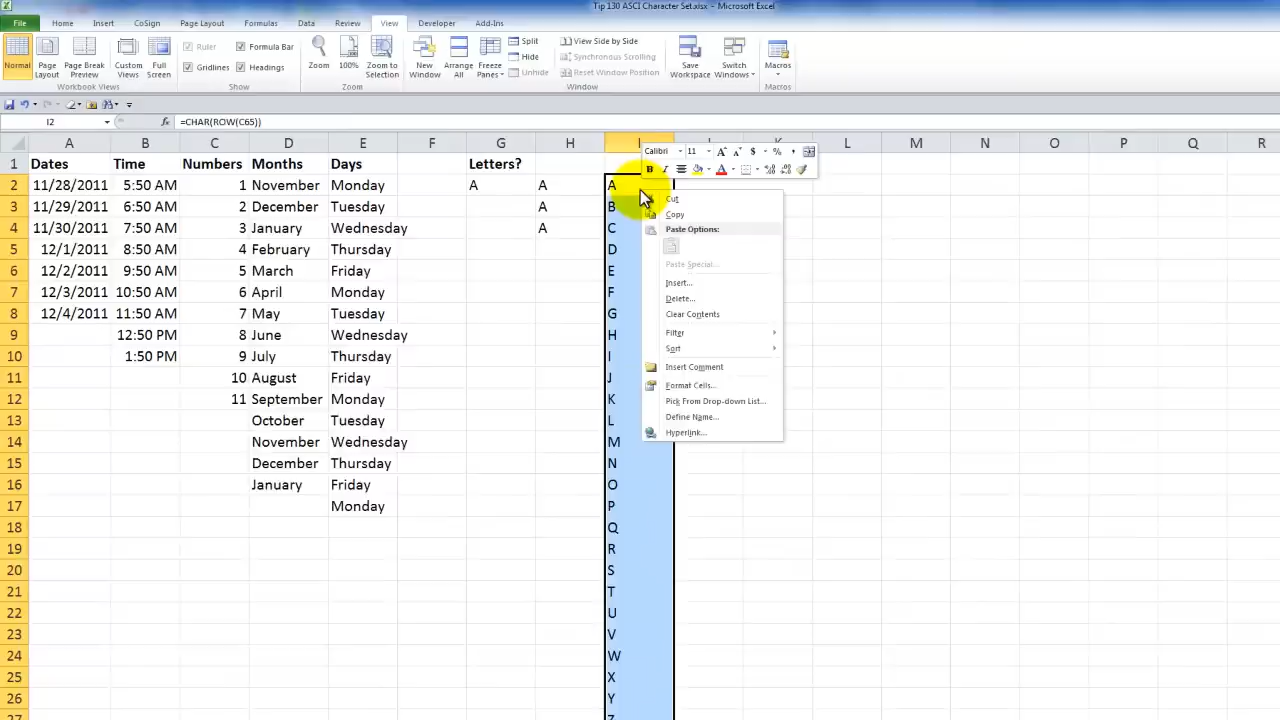 Tip 130 ASCI Character Set.xlsx - Microsoft Excel
File Home Insert CoSign Page Layout Formulas Data Review View Developer Add-Ins
Normal Page Layout Page Break Preview Custom Views Full Screen
Workbook Views
Ruler Formula Bar
Gridlines Headings
Show
Zoom 100% Zoom to Selection
Zoom
New Window Arrange All Freeze Panes
Split
Hide
Unhide
View Side by Side
Synchronous Scrolling
Reset Window Position
Window
Save Workspace Switch Windows
Macros
Macros
I2 fx =CHAR(ROW(C65))
A B C D E F G H I J K L M N O P Q R
1 Dates Time Numbers Months Days Letters?
2 11/28/2011 5:50 AM 1 November Monday A A A
3 11/29/2011 6:50 AM 2 December Tuesday A B
4 11/30/2011 7:50 AM 3 January Wednesday A C
5 12/1/2011 8:50 AM 4 February Thursday D
6 12/2/2011 9:50 AM 5 March Friday E
7 12/3/2011 10:50 AM 6 April Monday F
8 12/4/2011 11:50 AM 7 May Tuesday G
9 12:50 PM 8 June Wednesday H
10 1:50 PM 9 July Thursday I
11 10 August Friday J
12 11 September Monday K
13 October Tuesday L
14 November Wednesday M
15 December Thursday N
16 January Friday O
17 Monday P
18 Q
19 R
20 S
21 T
22 U
23 V
24 W
25 X
26 Y
27 Z
Calibri 11 A A $ % ,
B I A
Cut
Copy
Paste Options:
Paste Special...
Insert...
Delete...
Clear Contents
Filter
Sort
Insert Comment
Format Cells...
Pick From Drop-down List...
Define Name...
Hyperlink...